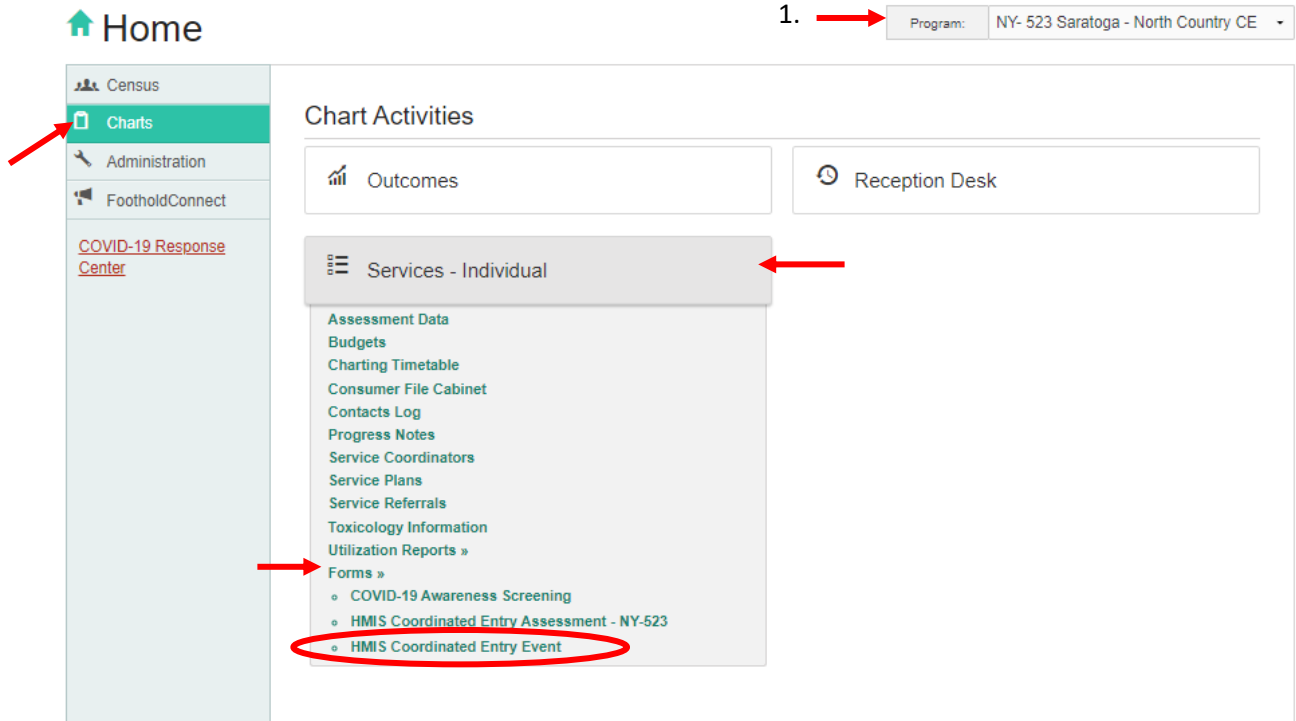 Home
1.
Program: NY- 523 Saratoga - North Country CE
Census
Charts
Administration
FootholdConnect
COVID-19 Response
Center
Chart Activities
Outcomes
Reception Desk
Services - Individual
Assessment Data
Budgets
Charting Timetable
Consumer File Cabinet
Contacts Log
Progress Notes
Service Coordinators
Service Plans
Service Referrals
Toxicology Information
Utilization Reports »
Forms »
COVID-19 Awareness Screening
HMIS Coordinated Entry Assessment - NY-523
HMIS Coordinated Entry Event